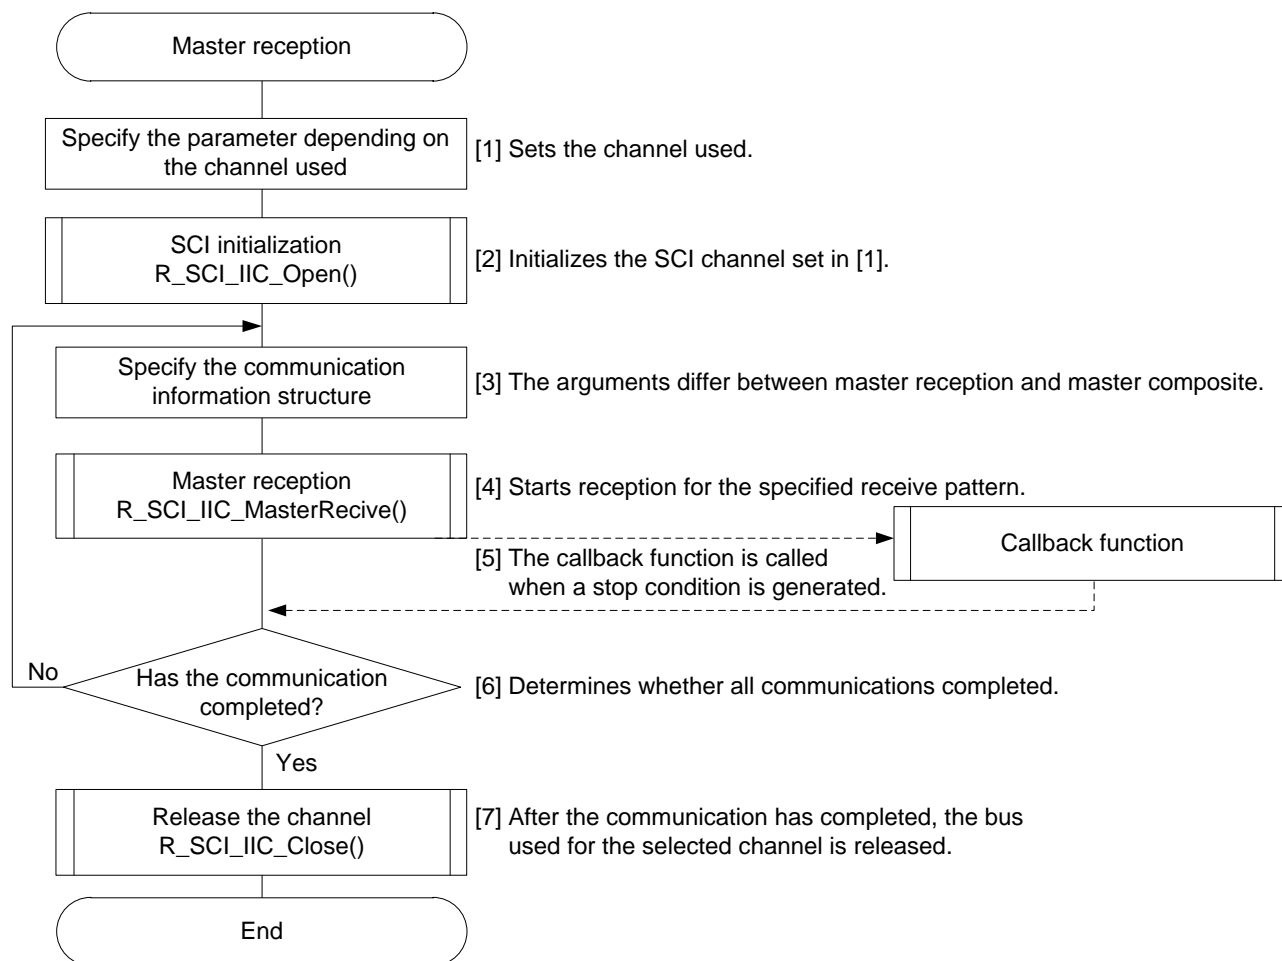 Master reception
Specify the parameter depending on
the channel used
[1] Sets the channel used.
SCI initialization
R_SCI_IIC_Open()
[2] Initializes the SCI channel set in [1].
Specify the communication
information structure
[3] The arguments differ between master reception and master composite.
Master reception
R_SCI_IIC_MasterRecive()
[4] Starts reception for the specified receive pattern.
Callback function
[5] The callback function is called
when a stop condition is generated.
No
Has the communication
completed?
[6] Determines whether all communications completed.
Yes
Release the channel
R_SCI_IIC_Close()
[7] After the communication has completed, the bus
used for the selected channel is released.
End